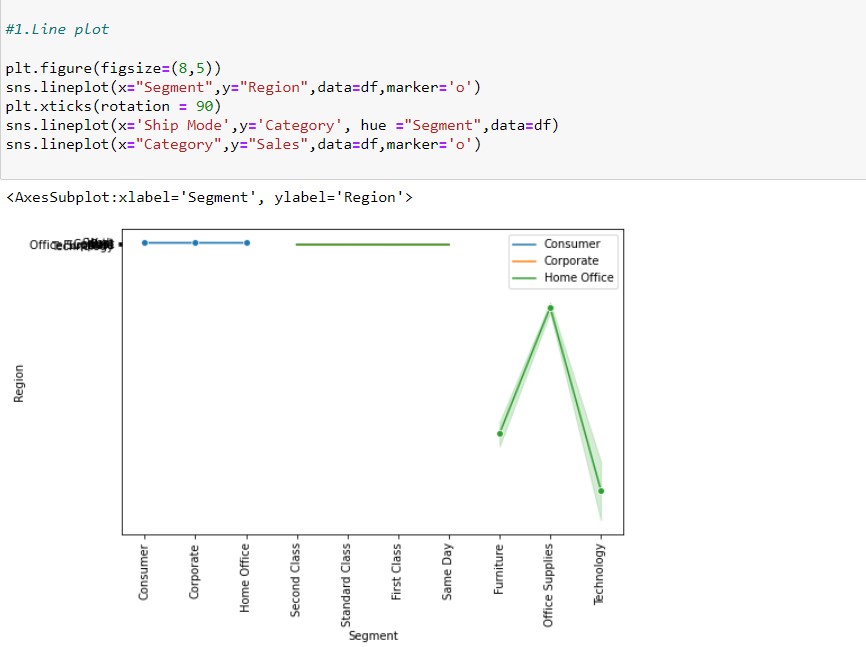 #1.Line plot
plt.figure(figsize=(8,5))
sns.lineplot(x="Segment",y="Region",data=df,marker='o')
plt.xticks(rotation = 90)
sns.lineplot(x='Ship Mode',y='Category', hue ="Segment",data=df)
sns.lineplot(x="Category",y="Sales",data=df,marker='o')
<AxesSubplot:xlabel='Segment', ylabel='Region'>
Consumer
Corporate
Home Office
Region
Consumer
Corporate
Home Office
Second Class
Standard Class
First Class
Same Day
Furniture
Office Supplies
Technology
Segment